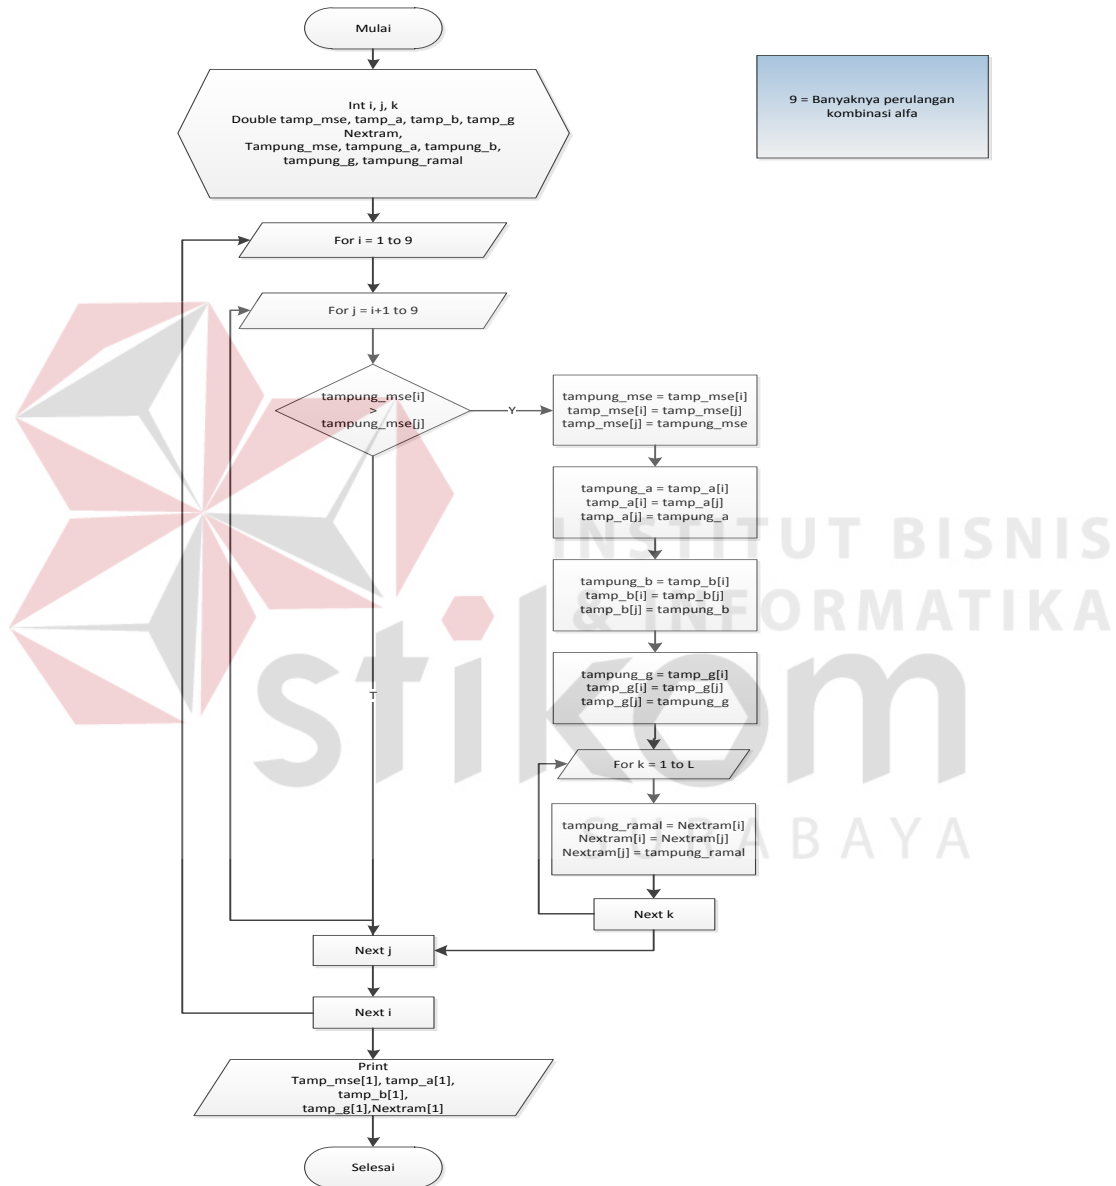 Mulai
9 = Banyaknya perulangan
kombinasi alfa
Int i, j, k
Double tamp_mse, tamp_a, tamp_b, tamp_g
Nextram,
Tampung_mse, tampung_a, tampung_b,
tampung_g, tampung_ramal
For i = 1 to 9
For j = i+1 to 9
tampung_mse[i]
>
tampung_mse[j]
Y
tampung_mse = tamp_mse[i]
tamp_mse[i] = tamp_mse[j]
tamp_mse[j] = tampung_mse
tampung_a = tamp_a[i]
tamp_a[i] = tamp_a[j]
tamp_a[j] = tampung_a
tampung_b = tamp_b[i]
tamp_b[i] = tamp_b[j]
tamp_b[j] = tampung_b
tampung_g = tamp_g[i]
tamp_g[i] = tamp_g[j]
tamp_g[j] = tampung_g
T
For k = 1 to L
tampung_ramal = Nextram[i]
Nextram[i] = Nextram[j]
Nextram[j] = tampung_ramal
Next k
Next j
Next i
Print
Tamp_mse[1], tamp_a[1],
tamp_b[1],
tamp_g[1],Nextram[1]
Selesai
INSTITUT BISNIS
& INFORMATIKA
stikom
SURABAYA